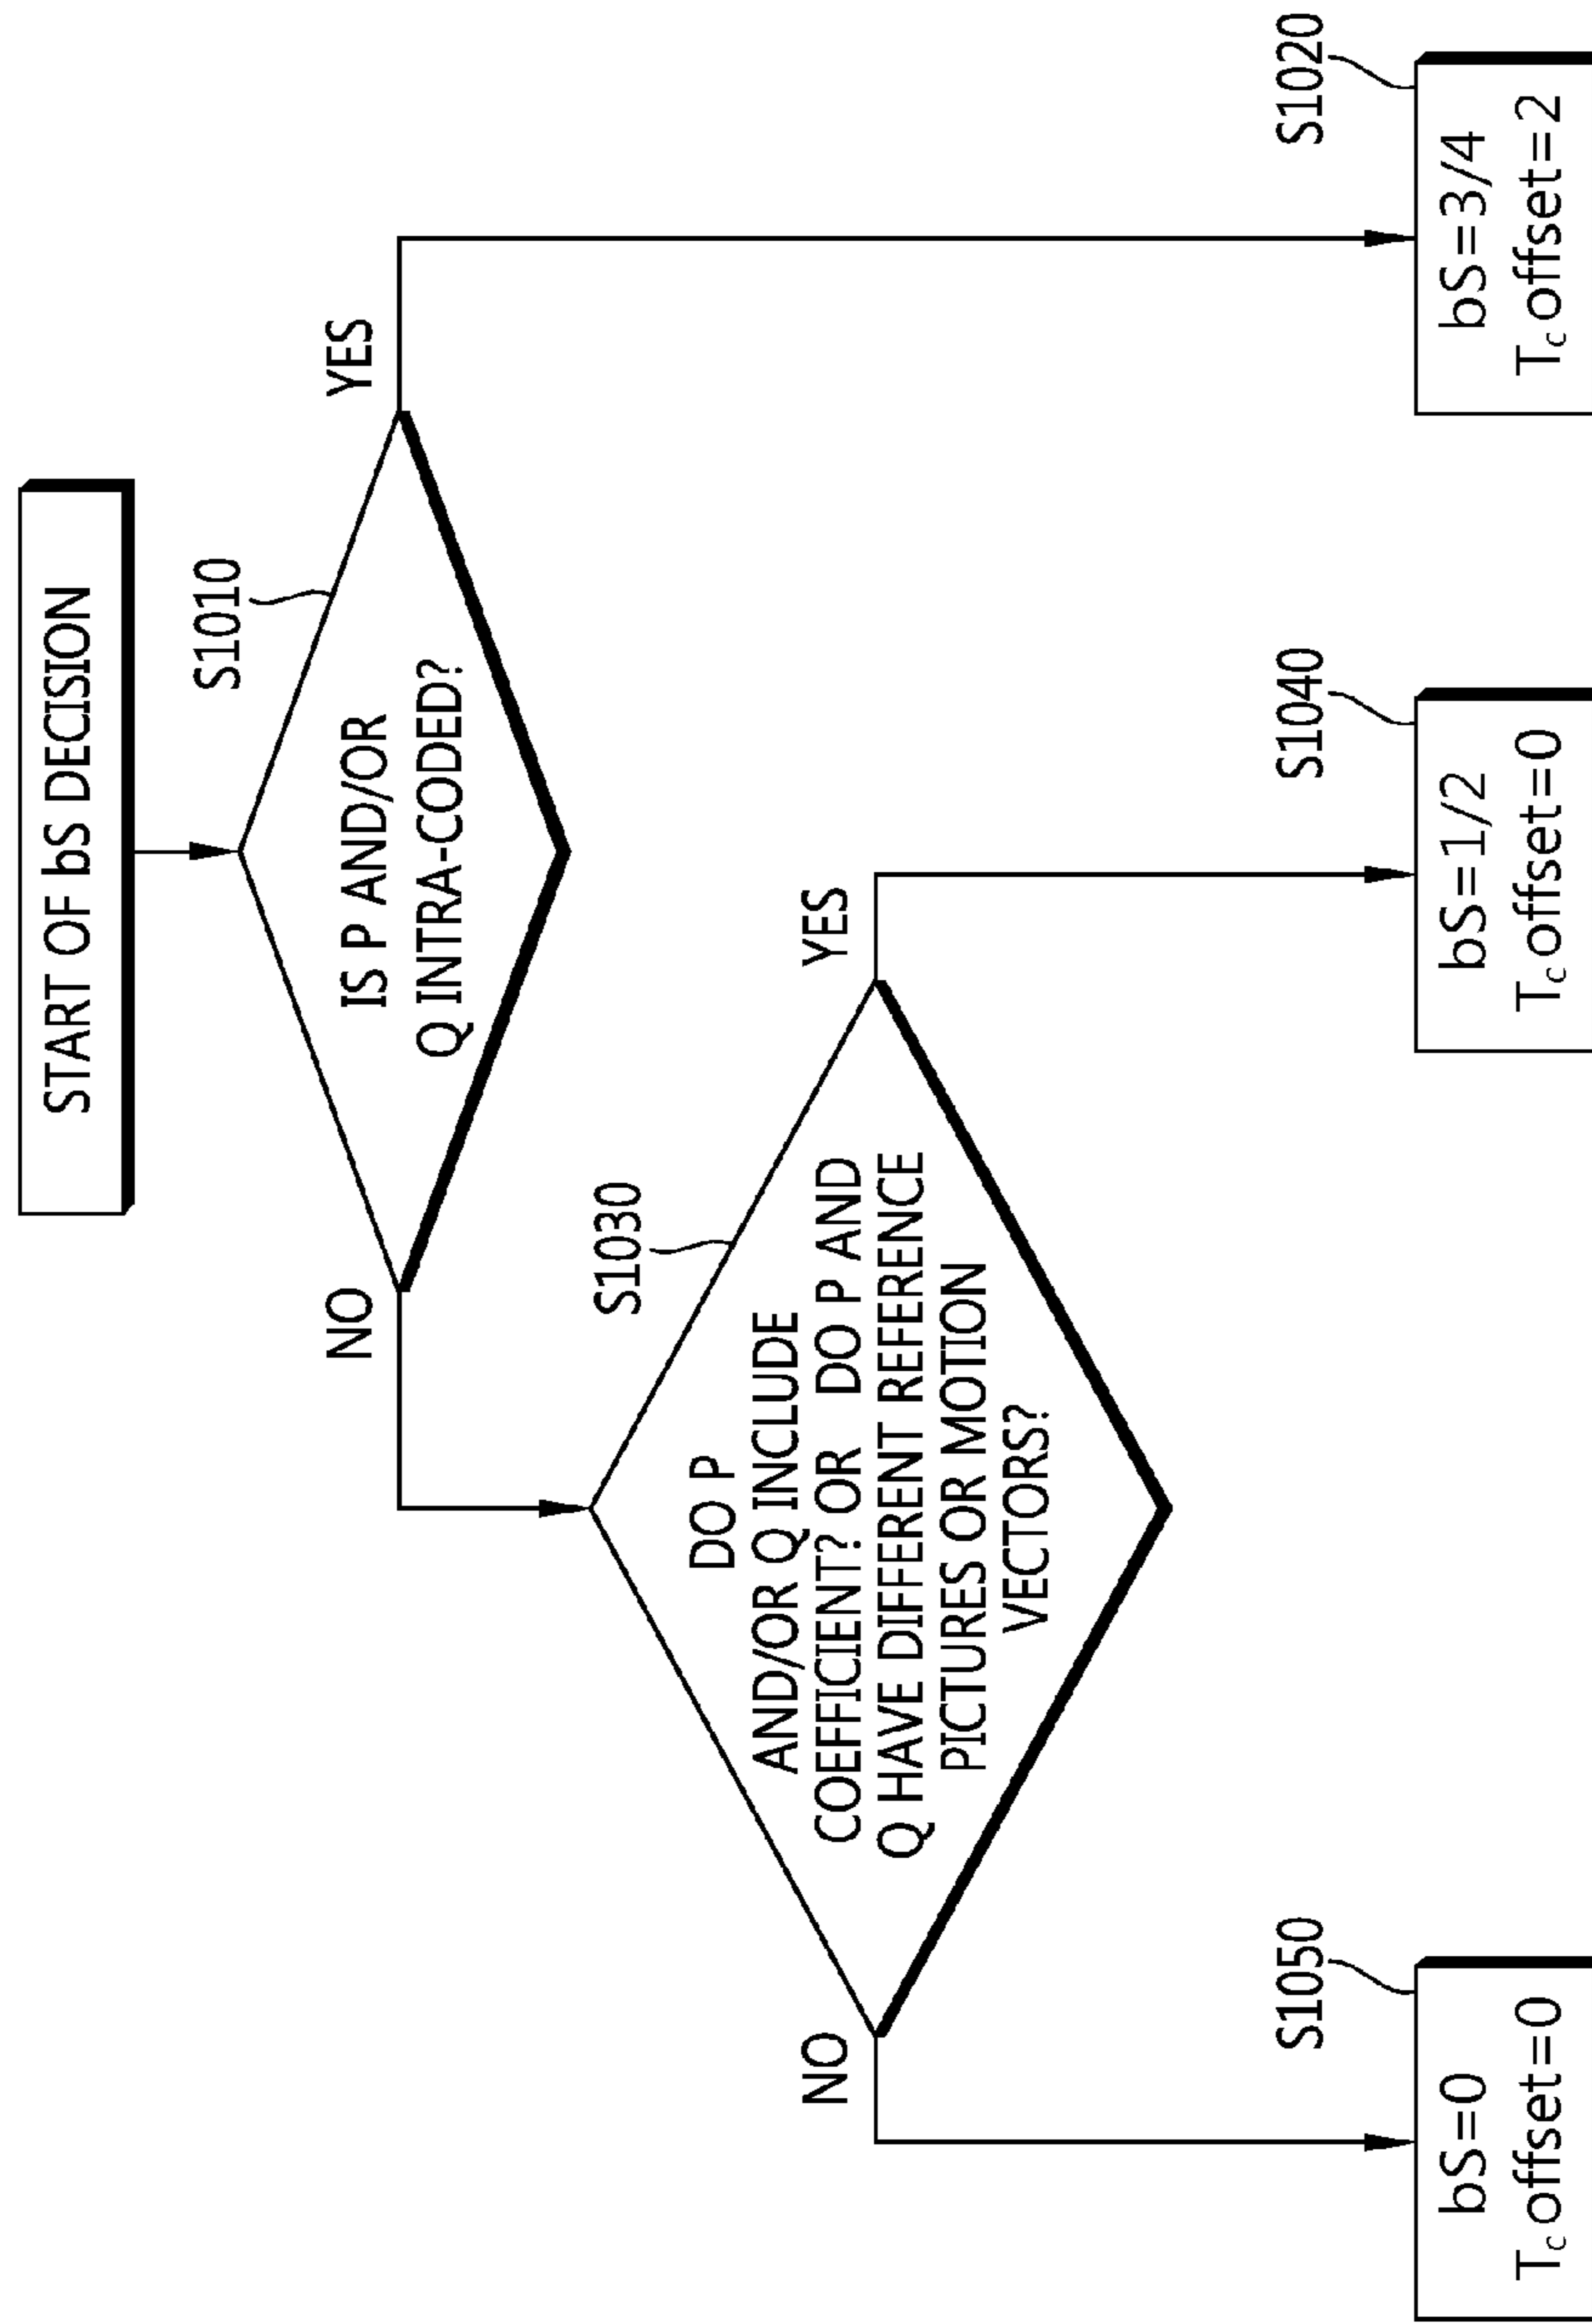 START OF bS DECISION
S1010
IS P AND/OR
Q INTRA-CODED?
NO
YES
S1030
DO P
AND/OR Q INCLUDE
COEFFICIENT? OR DO P AND
Q HAVE DIFFERENT REFERENCE
PICTURES OR MOTION
VECTORS?
NO
YES
S1050
bS=0
Tc offset=0
S1040
bS=1/2
Tc offset=0
S1020
bS=3/4
Tc offset=2